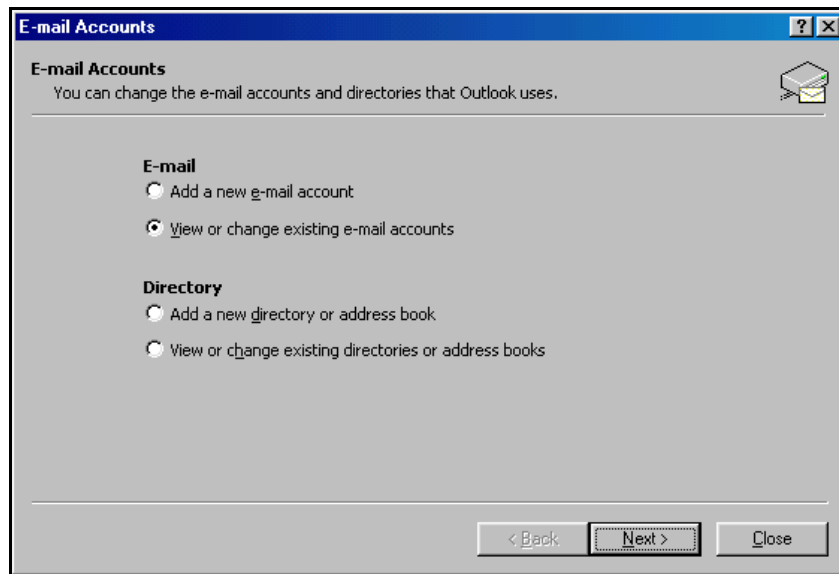 E-mail Accounts
E-mail Accounts
You can change the e-mail accounts and directories that Outlook uses.
E-mail
Add a new e-mail account
View or change existing e-mail accounts
Directory
Add a new directory or address book
View or change existing directories or address books
< Back Next > Close